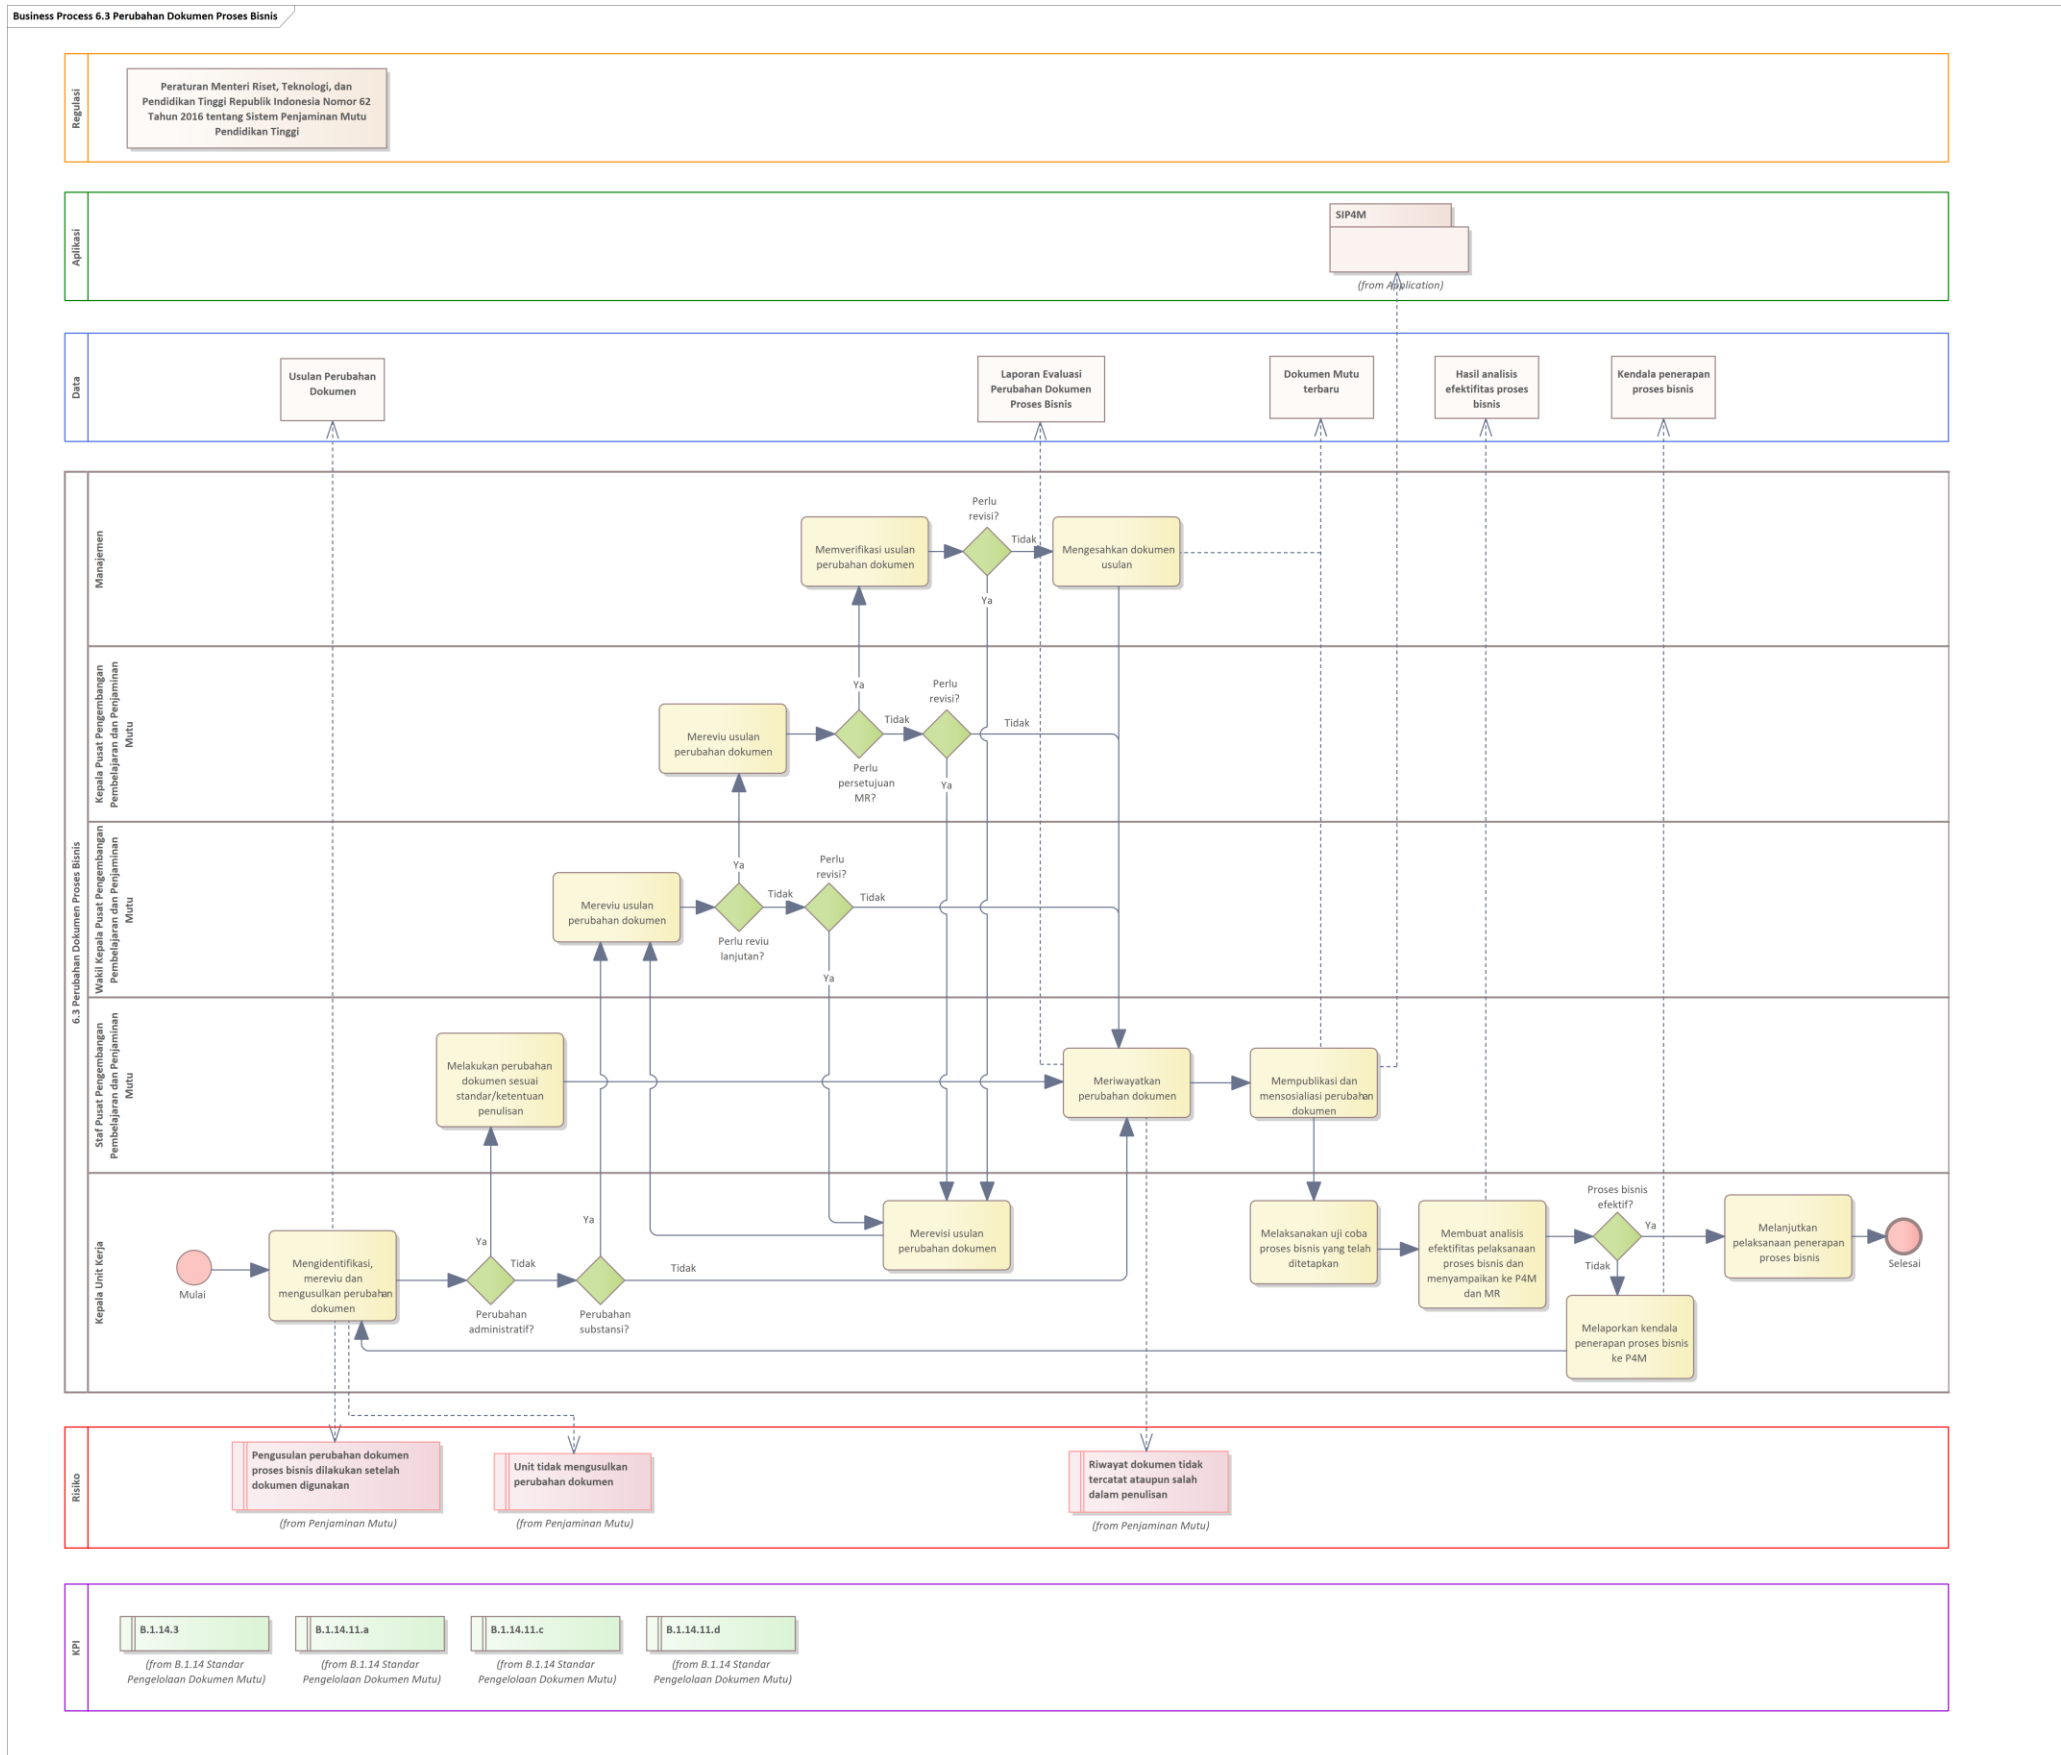 Business Process 6.3 Perubahan Dokumen Proses Bisnis
Regulasi
Peraturan Menteri Riset, Teknologi, dan
Pendidikan Tinggi Republik Indonesia Nomor 62
Tahun 2016 tentang Sistem Penjaminan Mutu
Pendidikan Tinggi
Aplikasi
SIP4M
(from Application)
Data
Usulan Perubahan
Dokumen
Laporan Evaluasi
Perubahan Dokumen
Proses Bisnis
Dokumen Mutu
terbaru
Hasil analisis
efektifitas proses
bisnis
Kendala penerapan
proses bisnis
6.3 Perubahan Dokumen Proses Bisnis
Manajemen
Memverifikasi usulan
perubahan dokumen
Perlu
revisi?
Tidak
Ya
Mengesahkan dokumen
usulan
Kepala Pusat Pengembangan
Pembelajaran dan Penjaminan
Mutu
Mereviu usulan
perubahan dokumen
Ya
Perlu
persetujuan
MR?
Tidak
Perlu
revisi?
Tidak
Ya
Wakil Kepala Pusat Pengembangan
Pembelajaran dan Penjaminan
Mutu
Mereviu usulan
perubahan dokumen
Ya
Perlu reviu
lanjutan?
Tidak
Perlu
revisi?
Tidak
Ya
Staf Pusat Pengembangan
Pembelajaran dan Penjaminan
Mutu
Melakukan perubahan
dokumen sesuai
standar/ketentuan
penulisan
Meriwayatkan
perubahan dokumen
Mempublikasi dan
mensosialiasi perubahan
dokumen
Kepala Unit Kerja
Mulai
Mengidentifikasi,
mereviu dan
mengusulkan perubahan
dokumen
Ya
Perubahan
administratif?
Tidak
Ya
Perubahan
substansi?
Tidak
Merevisi usulan
perubahan dokumen
Melaksanakan uji coba
proses bisnis yang telah
ditetapkan
Membuat analisis
efektifitas pelaksanaan
proses bisnis dan
menyampaikan ke P4M
dan MR
Proses bisnis
efektif?
Ya
Tidak
Melanjutkan
pelaksanaan penerapan
proses bisnis
Selesai
Melaporkan kendala
penerapan proses bisnis
ke P4M
Risiko
Pengusulan perubahan dokumen
proses bisnis dilakukan setelah
dokumen digunakan
(from Penjaminan Mutu)
Unit tidak mengusulkan
perubahan dokumen
(from Penjaminan Mutu)
Riwayat dokumen tidak
tercatat ataupun salah
dalam penulisan
(from Penjaminan Mutu)
KPI
B.1.14.3
(from B.1.14 Standar
Pengelolaan Dokumen Mutu)
B.1.14.11.a
(from B.1.14 Standar
Pengelolaan Dokumen Mutu)
B.1.14.11.c
(from B.1.14 Standar
Pengelolaan Dokumen Mutu)
B.1.14.11.d
(from B.1.14 Standar
Pengelolaan Dokumen Mutu)